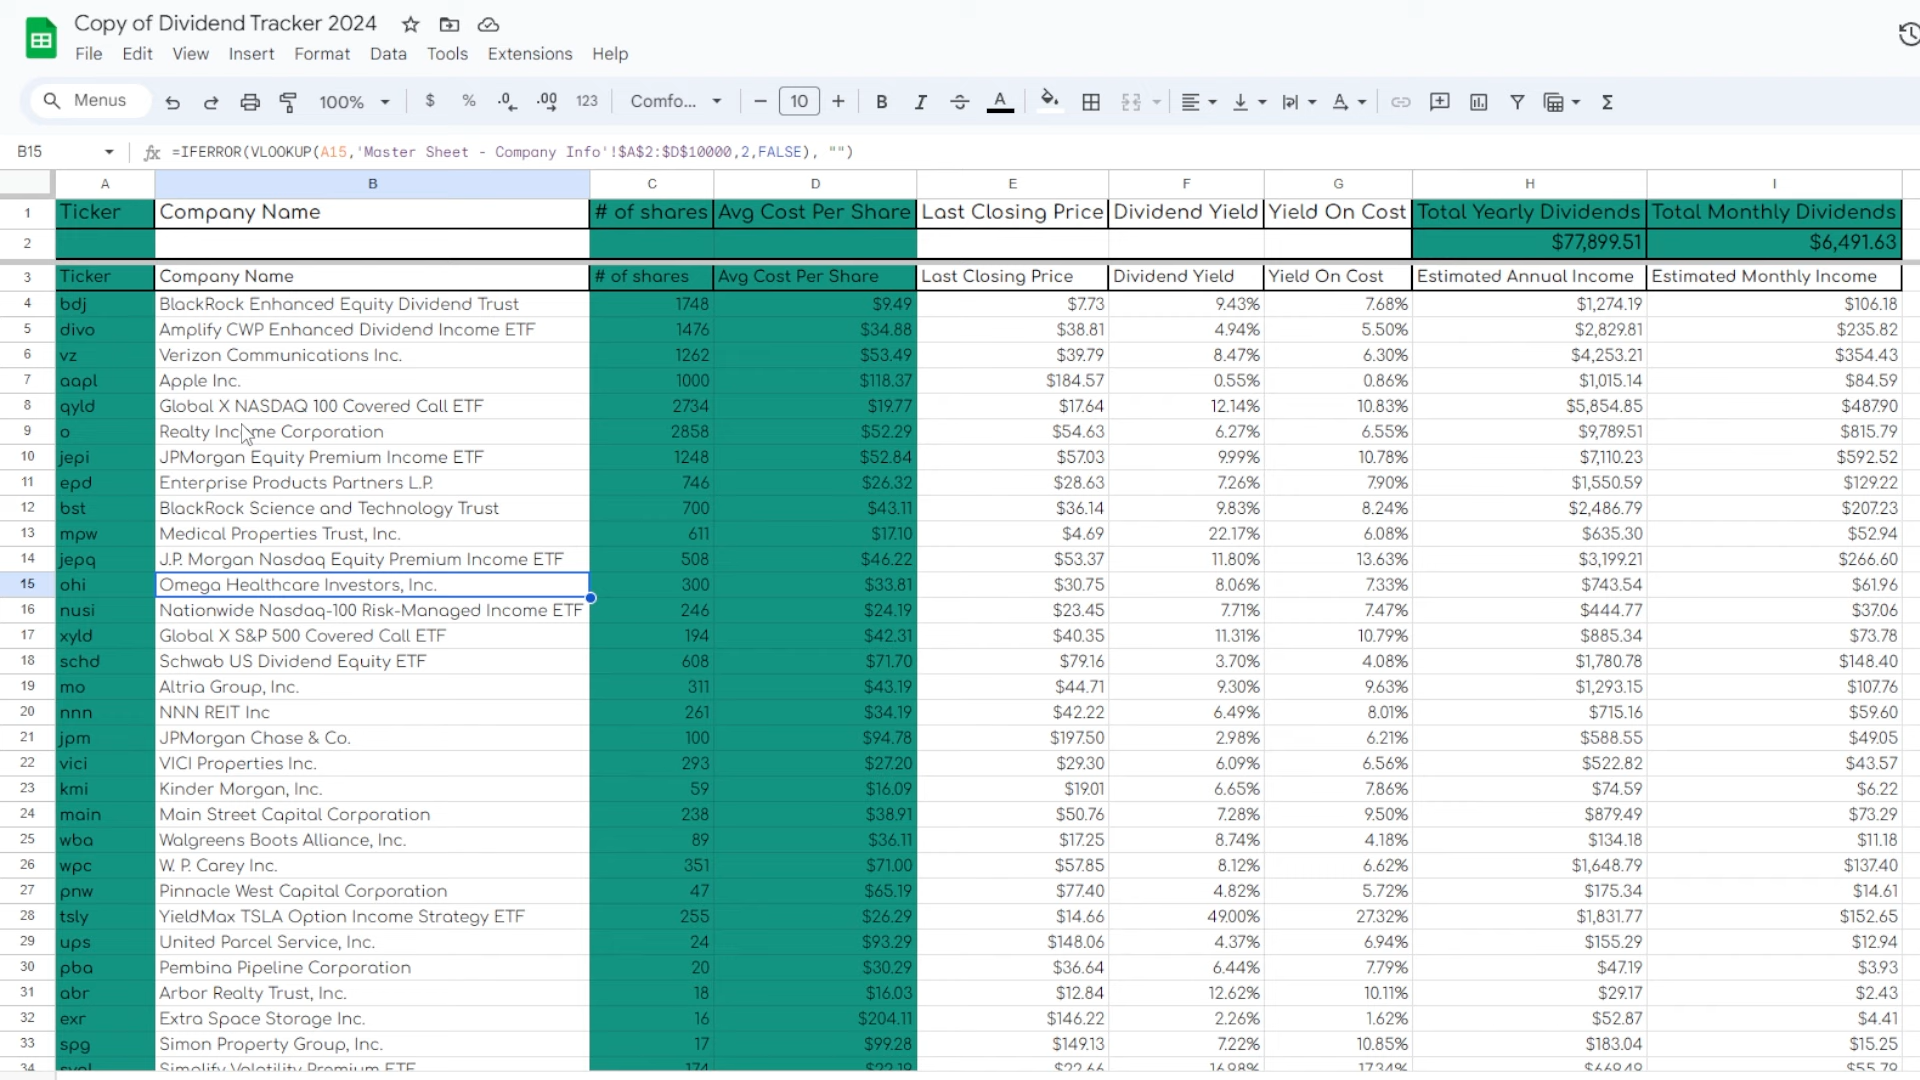 Copy of Dividend Tracker 2024
File Edit View Insert Format Data Tools Extensions Help
Menus 100% $ % .0 .00 123 Comfo... 10 B I A Σ
B15 fx =IFERROR(VLOOKUP(A15,'Master Sheet - Company Info'!$A$2:$D$10000,2,FALSE), "")
A B C D E F G H I
1 Ticker Company Name # of shares Avg Cost Per Share Last Closing Price Dividend Yield Yield On Cost Total Yearly Dividends Total Monthly Dividends
2 $77,899.51 $6,491.63
3 Ticker Company Name # of shares Avg Cost Per Share Last Closing Price Dividend Yield Yield On Cost Estimated Annual Income Estimated Monthly Income
4 bdj BlackRock Enhanced Equity Dividend Trust 1748 $9.49 $7.73 9.43% 7.68% $1,274.19 $106.18
5 divo Amplify CWP Enhanced Dividend Income ETF 1476 $34.88 $38.81 4.94% 5.50% $2,829.81 $235.82
6 vz Verizon Communications Inc. 1262 $53.49 $39.79 8.47% 6.30% $4,253.21 $354.43
7 aapl Apple Inc. 1000 $118.37 $184.57 0.55% 0.86% $1,015.14 $84.59
8 qyld Global X NASDAQ 100 Covered Call ETF 2734 $19.77 $17.64 12.14% 10.83% $5,854.85 $487.90
9 o Realty Income Corporation 2858 $52.29 $54.63 6.27% 6.55% $9,789.51 $815.79
10 jepi JPMorgan Equity Premium Income ETF 1248 $52.84 $57.03 9.99% 10.78% $7,110.23 $592.52
11 epd Enterprise Products Partners L.P. 746 $26.32 $28.63 7.26% 7.90% $1,550.59 $129.22
12 bst BlackRock Science and Technology Trust 700 $43.11 $36.14 9.83% 8.24% $2,486.79 $207.23
13 mpw Medical Properties Trust, Inc. 611 $17.10 $4.69 22.17% 6.08% $635.30 $52.94
14 jepq J.P. Morgan Nasdaq Equity Premium Income ETF 508 $46.22 $53.37 11.80% 13.63% $3,199.21 $266.60
15 ohi Omega Healthcare Investors, Inc. 300 $33.81 $30.75 8.06% 7.33% $743.54 $61.96
16 nusi Nationwide Nasdaq-100 Risk-Managed Income ETF 246 $24.19 $23.45 7.71% 7.47% $444.77 $37.06
17 xyld Global X S&P 500 Covered Call ETF 194 $42.31 $40.35 11.31% 10.79% $885.34 $73.78
18 schd Schwab US Dividend Equity ETF 608 $71.70 $79.16 3.70% 4.08% $1,780.78 $148.40
19 mo Altria Group, Inc. 311 $43.19 $44.71 9.30% 9.63% $1,293.15 $107.76
20 nnn NNN REIT Inc 261 $34.19 $42.22 6.49% 8.01% $715.16 $59.60
21 jpm JPMorgan Chase & Co. 100 $94.78 $197.50 2.98% 6.21% $588.55 $49.05
22 vici VICI Properties Inc. 293 $27.20 $29.30 6.09% 6.56% $522.82 $43.57
23 kmi Kinder Morgan, Inc. 59 $16.09 $19.01 6.65% 7.86% $74.59 $6.22
24 main Main Street Capital Corporation 238 $38.91 $50.76 7.28% 9.50% $879.49 $73.29
25 wba Walgreens Boots Alliance, Inc. 89 $36.11 $17.25 8.74% 4.18% $134.18 $11.18
26 wpc W. P. Carey Inc. 351 $71.00 $57.85 8.12% 6.62% $1,648.79 $137.40
27 pnw Pinnacle West Capital Corporation 47 $65.19 $77.40 4.82% 5.72% $175.34 $14.61
28 tsly YieldMax TSLA Option Income Strategy ETF 255 $26.29 $14.66 49.00% 27.32% $1,831.77 $152.65
29 ups United Parcel Service, Inc. 24 $93.29 $148.06 4.37% 6.94% $155.29 $12.94
30 pba Pembina Pipeline Corporation 20 $30.29 $36.64 6.44% 7.79% $47.19 $3.93
31 abr Arbor Realty Trust, Inc. 18 $16.03 $12.84 12.62% 10.11% $29.17 $2.43
32 exr Extra Space Storage Inc. 16 $204.11 $146.22 2.26% 1.62% $52.87 $4.41
33 spg Simon Property Group, Inc. 17 $99.28 $149.13 7.22% 10.85% $183.04 $15.25
34 svol Simplify Volatility Premium ETF 174 $22.19 $22.66 16.98% 17.34% $669.49 $55.79